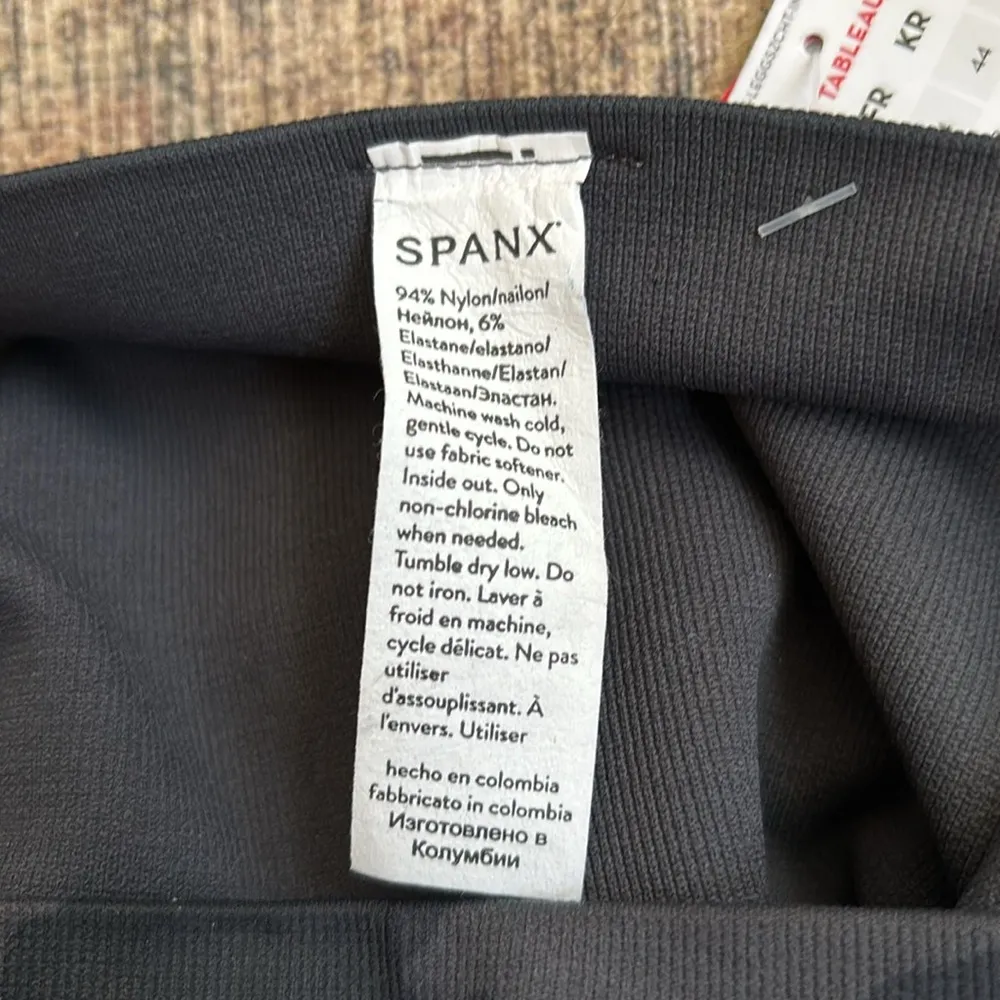 TABLEAU
FR KR
44
SPANX
94% Nylon/nailon/
Нейлон, 6%
Elastane/elastano/
Elasthanne/Elastan/
Elastaan/Эластан.
Machine wash cold,
gentle cycle. Do not
use fabric softener.
Inside out. Only
non-chlorine bleach
when needed.
Tumble dry low. Do
not iron. Laver à
froid en machine,
cycle délicat. Ne pas
utiliser
d'assouplissant. À
l'envers. Utiliser
hecho en colombia
fabbricato in colombia
Изготовлено в
Колумбии